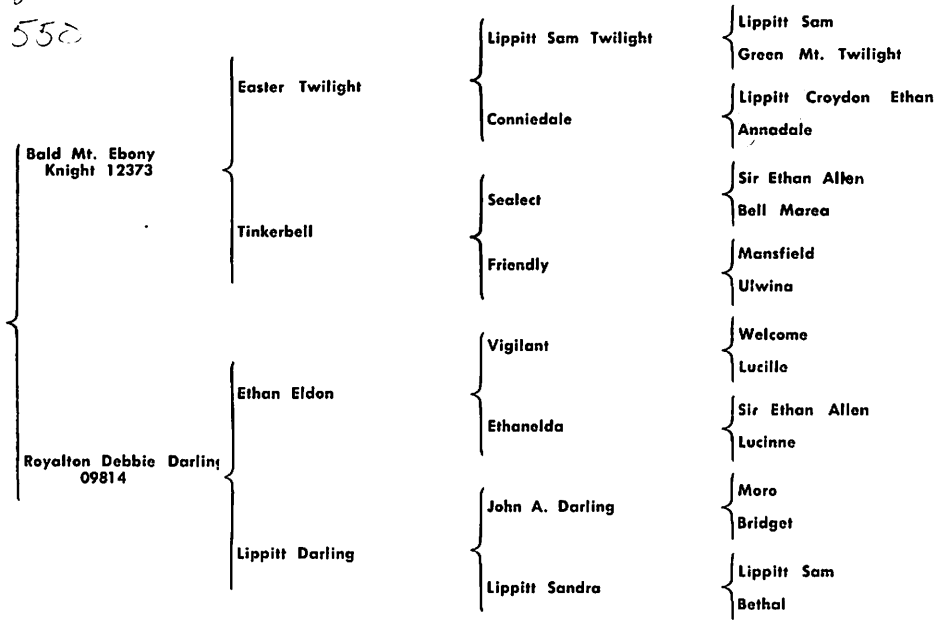 Lippitt Sam
Lippitt Sam Twilight
Green Mt. Twilight
Easter Twilight
Lippitt Croydon Ethan
Conniedale
Annadale
Bald Mt. Ebony
Knight 12373
Sir Ethan Allen
Sealect
Bell Marea
Tinkerbell
Mansfield
Friendly
Ulwina
Welcome
Vigilant
Lucille
Ethan Eldon
Sir Ethan Allen
Ethanelda
Lucinne
Royalton Debbie Darling
09814
Moro
John A. Darling
Bridget
Lippitt Darling
Lippitt Sam
Lippitt Sandra
Bethal